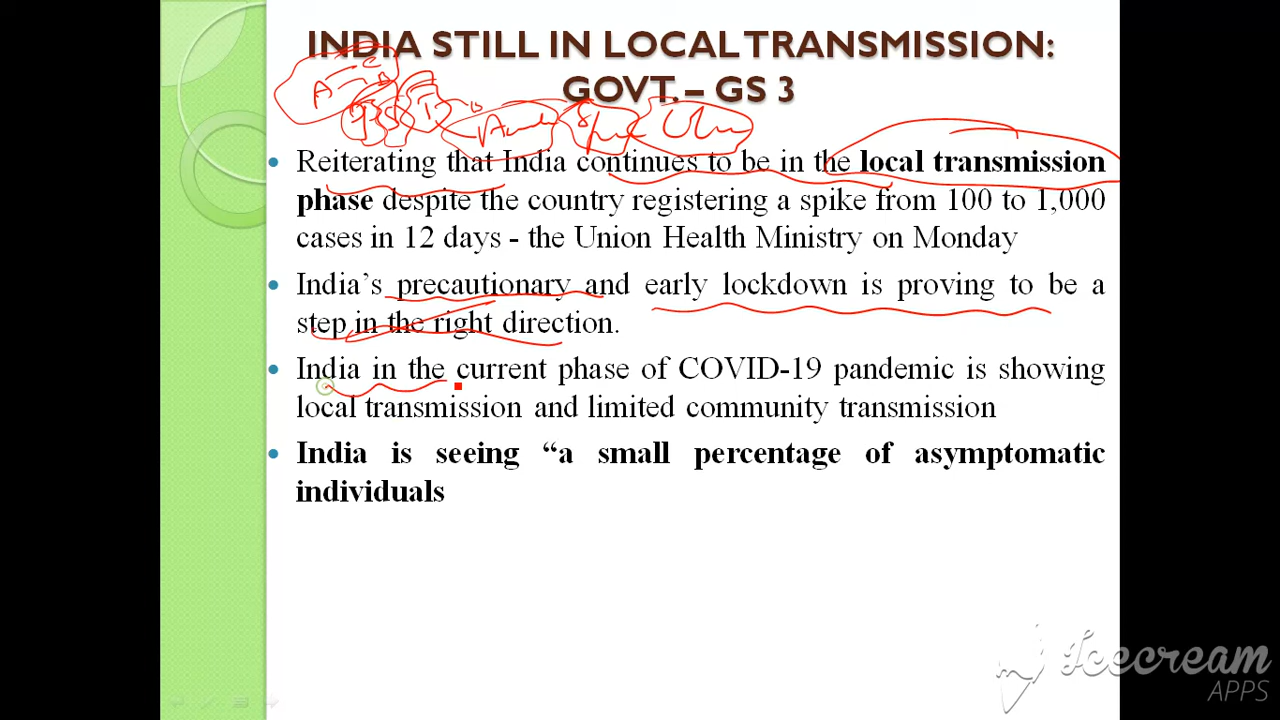 INDIA STILL IN LOCAL TRANSMISSION:
GOVT. – GS 3
• Reiterating that India continues to be in the local transmission
phase despite the country registering a spike from 100 to 1,000
cases in 12 days - the Union Health Ministry on Monday
• India’s precautionary and early lockdown is proving to be a
step in the right direction.
• India in the current phase of COVID-19 pandemic is showing
local transmission and limited community transmission
• India is seeing “a small percentage of asymptomatic
individuals
Icecream
APPS